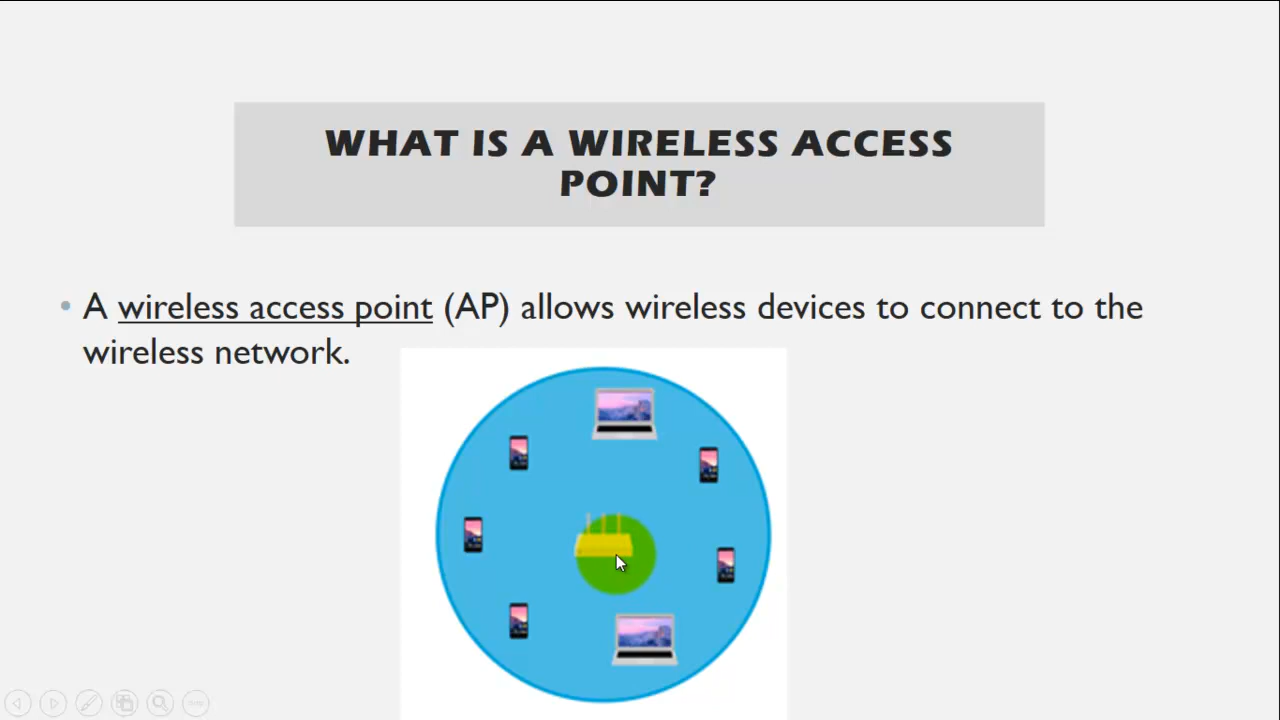 WHAT IS A WIRELESS ACCESS
POINT?
• A wireless access point (AP) allows wireless devices to connect to the
wireless network.